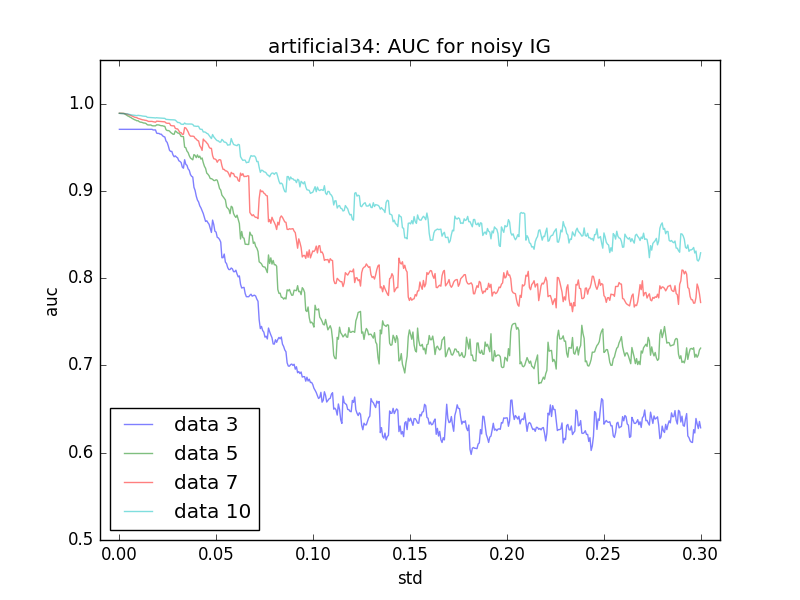 artificial34: AUC for noisy IG
1.0
0.9
0.8
0.7
0.6
0.5
auc
data 3
data 5
data 7
data 10
0.00 0.05 0.10 0.15 0.20 0.25 0.30
std